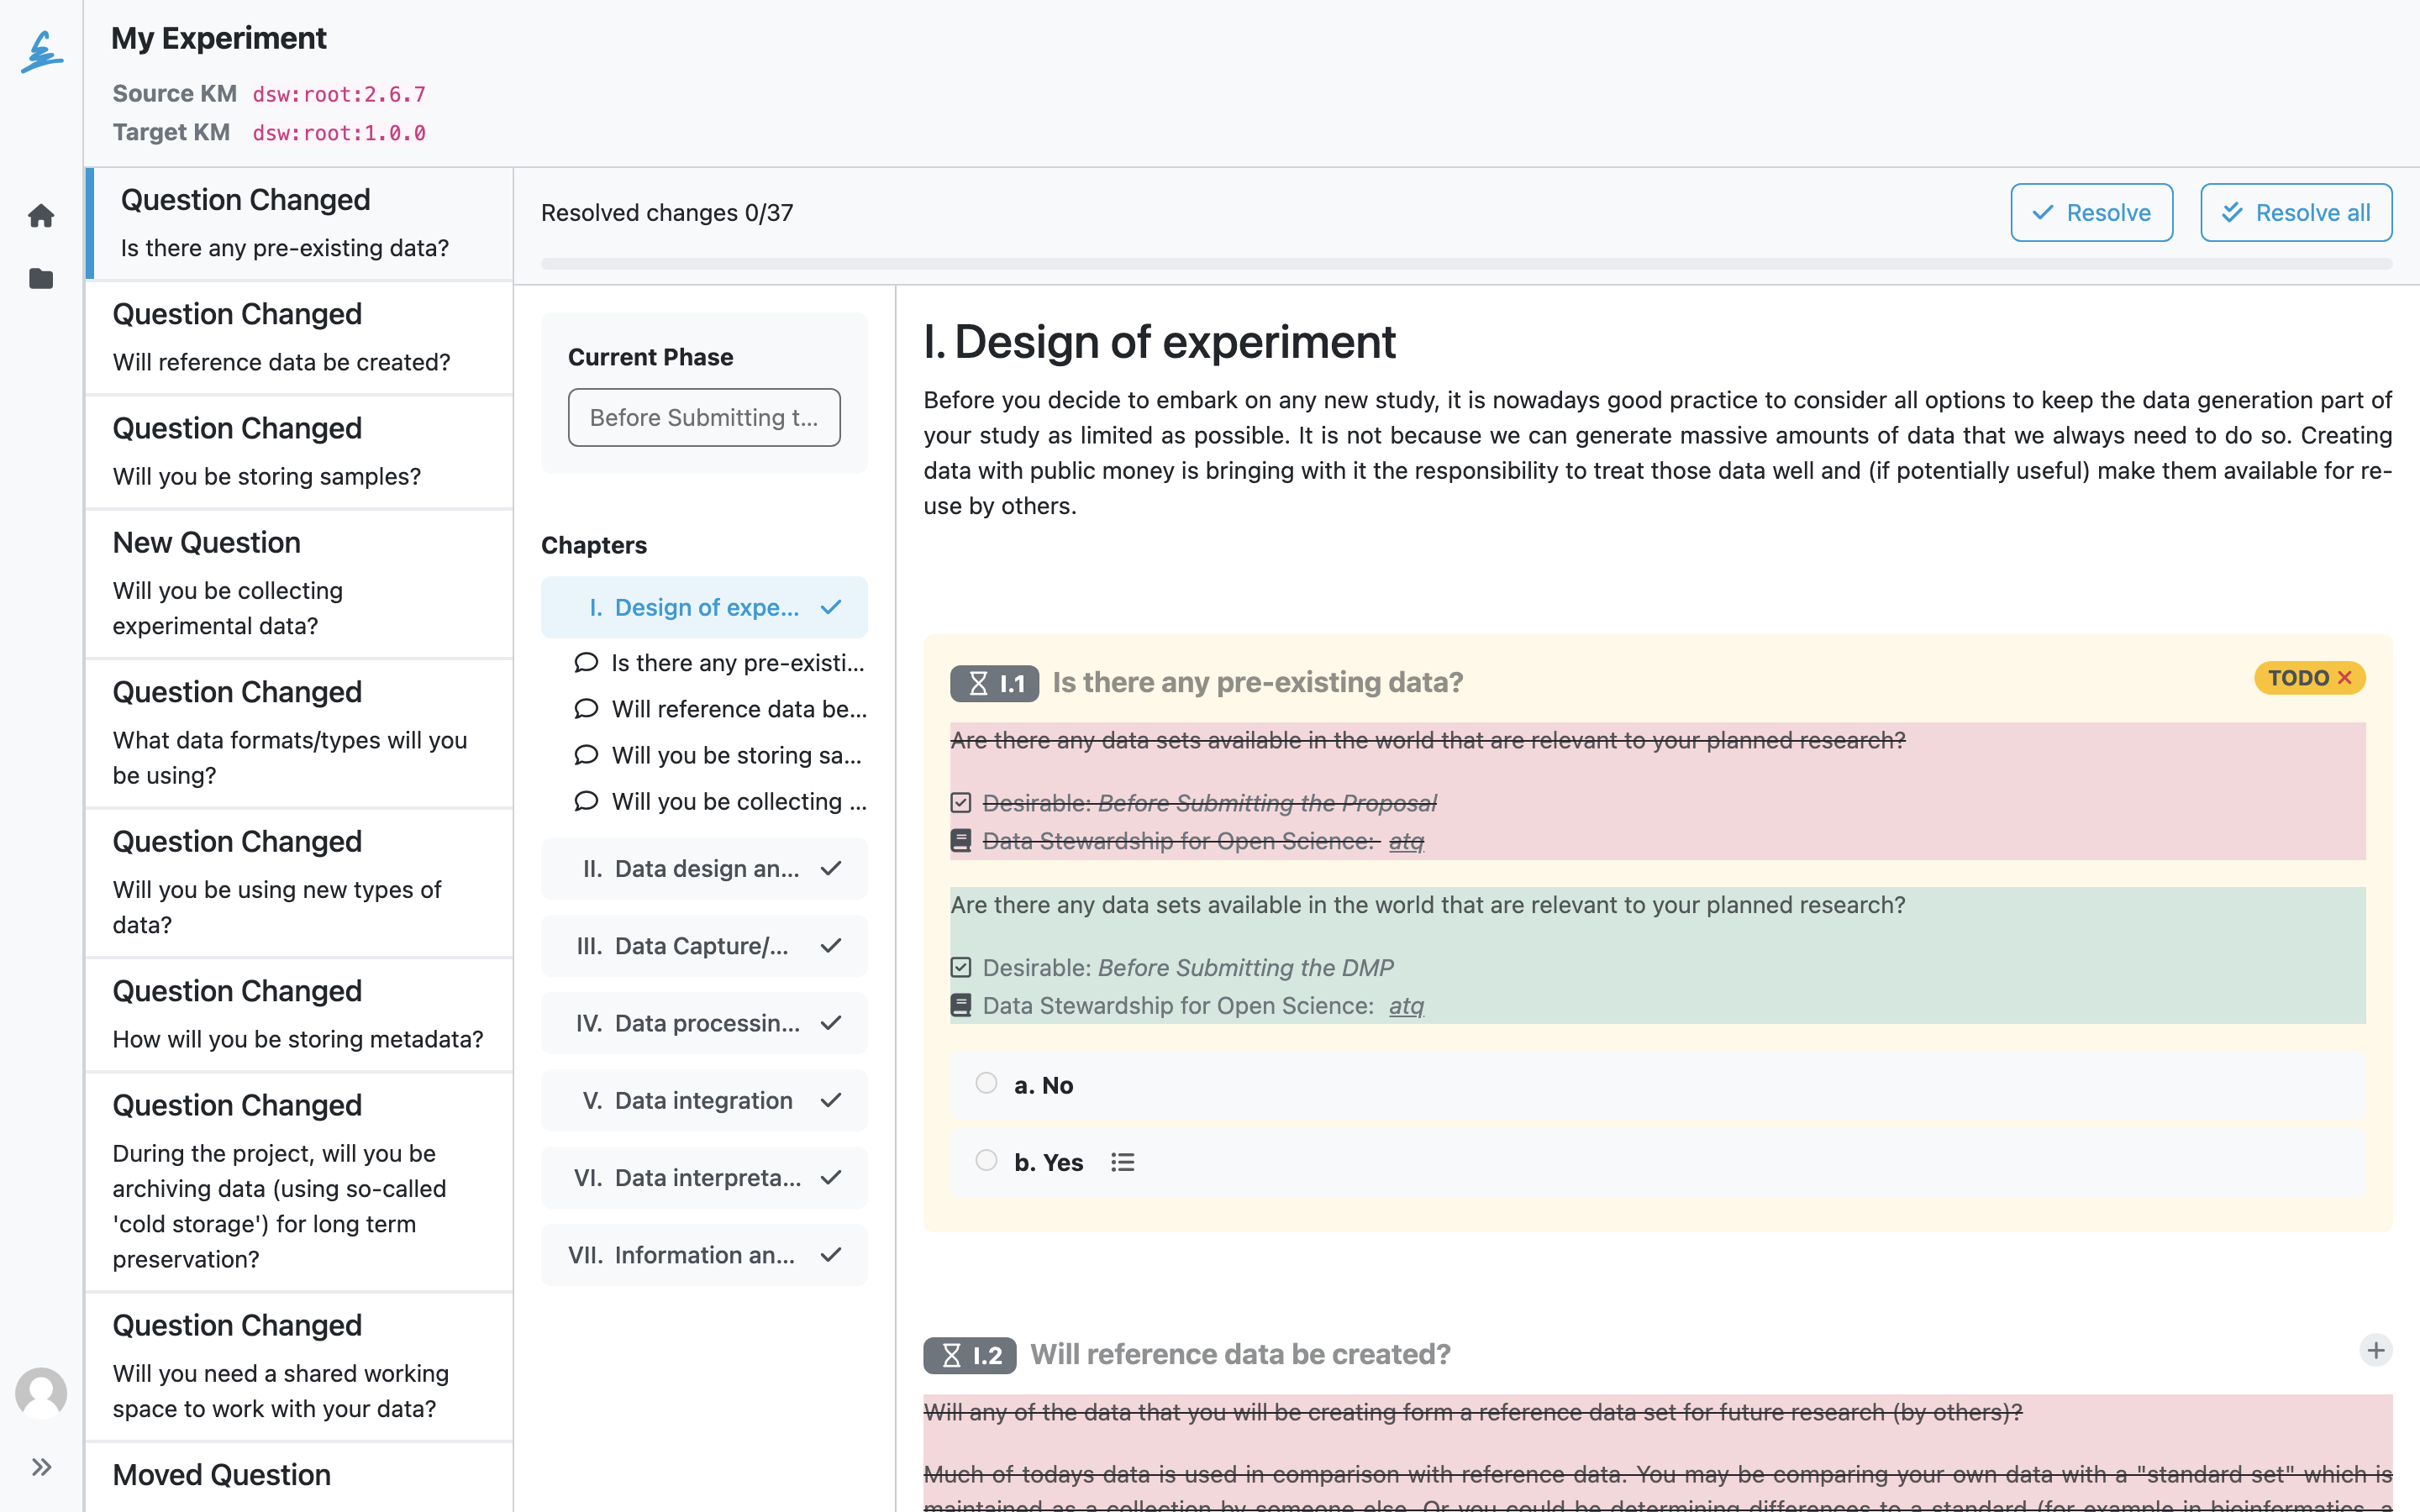 My Experiment
Source KM dsw:root:2.6.7
Target KM dsw:root:1.0.0
Question Changed
Is there any pre-existing data?
Question Changed
Will reference data be created?
Question Changed
Will you be storing samples?
New Question
Will you be collecting
experimental data?
Question Changed
What data formats/types will you
be using?
Question Changed
Will you be using new types of
data?
Question Changed
How will you be storing metadata?
Question Changed
During the project, will you be
archiving data (using so-called
'cold storage') for long term
preservation?
Question Changed
Will you need a shared working
space to work with your data?
Moved Question
Resolved changes 0/37
Resolve
Resolve all
Current Phase
Before Submitting t...
Chapters
I. Design of expe...
Is there any pre-existi...
Will reference data be...
Will you be storing sa...
Will you be collecting ...
II. Data design an...
III. Data Capture/...
IV. Data processin...
V. Data integration
VI. Data interpreta...
VII. Information an...
I. Design of experiment
Before you decide to embark on any new study, it is nowadays good practice to consider all options to keep the data generation part of
your study as limited as possible. It is not because we can generate massive amounts of data that we always need to do so. Creating
data with public money is bringing with it the responsibility to treat those data well and (if potentially useful) make them available for re-
use by others.
I.1 Is there any pre-existing data?
TODO
Are there any data sets available in the world that are relevant to your planned research?
Desirable: Before Submitting the Proposal
Data Stewardship for Open Science: atq
Are there any data sets available in the world that are relevant to your planned research?
Desirable: Before Submitting the DMP
Data Stewardship for Open Science: atq
a. No
b. Yes
I.2 Will reference data be created?
Will any of the data that you will be creating form a reference data set for future research (by others)?
Much of todays data is used in comparison with reference data. You may be comparing your own data with a "standard set" which is
maintained as a collection by someone else. Or you could be determining differences to a standard (for example in bioinformatics, a